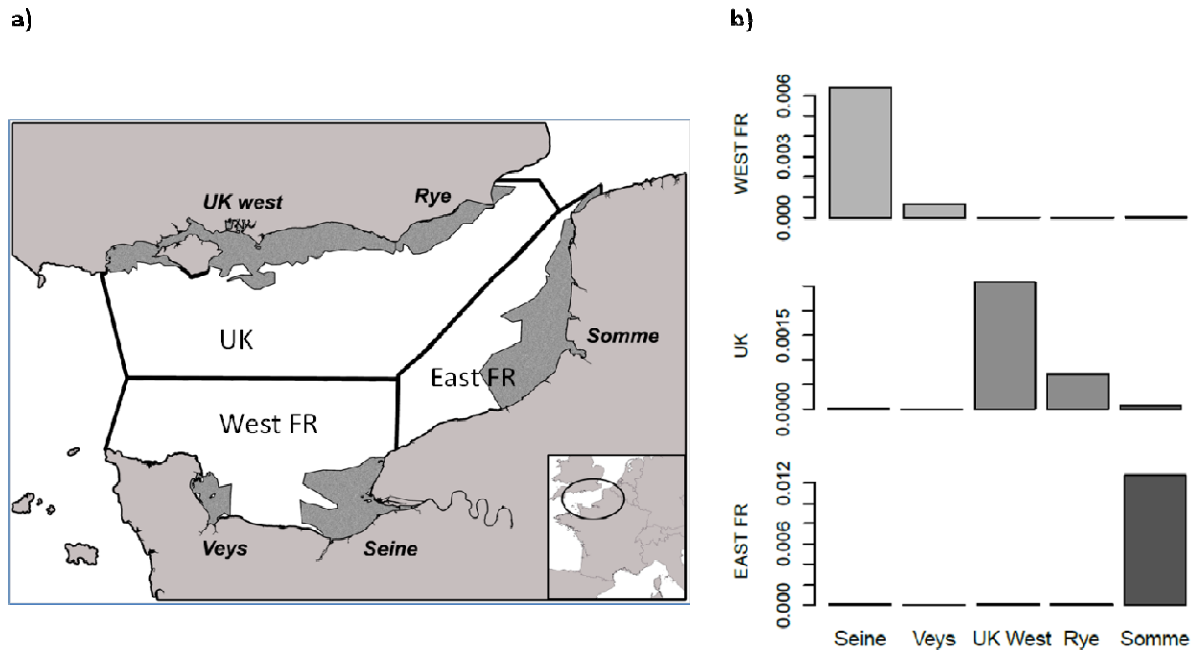 a)
b)
UK west
Rye
Somme
UK
East FR
West FR
Veys
Seine
WEST FR
0.000 0.003 0.006
UK
0.0000 0.0015
EAST FR
0.000 0.006 0.012
Seine Veys UK West Rye Somme